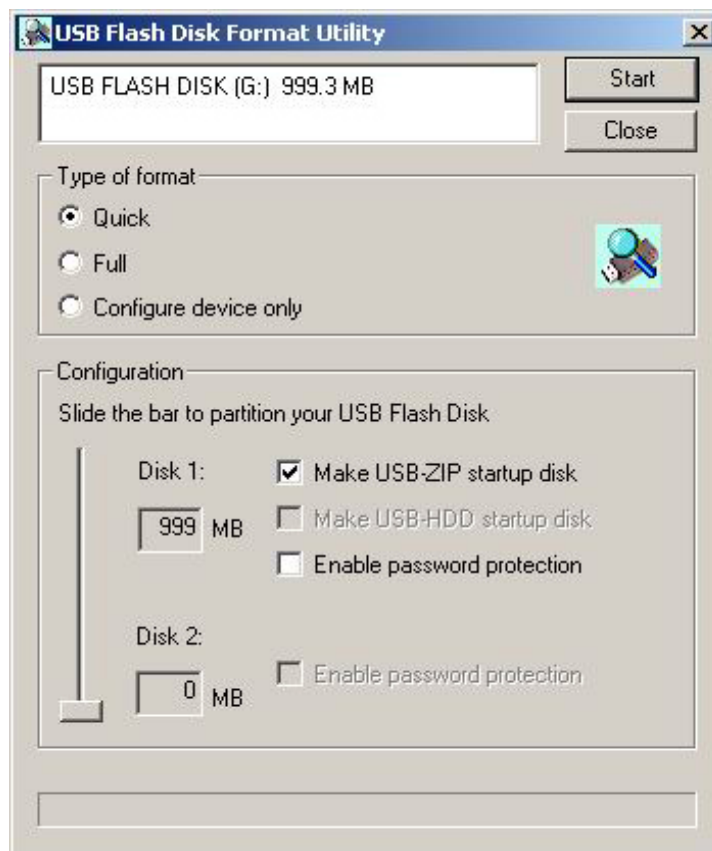 USB Flash Disk Format Utility
USB FLASH DISK (G:) 999.3 MB
Start
Close
Type of format
Quick
Full
Configure device only
Configuration
Slide the bar to partition your USB Flash Disk
Disk 1:
Make USB-ZIP startup disk
999 MB
Make USB-HDD startup disk
Enable password protection
Disk 2:
0 MB
Enable password protection